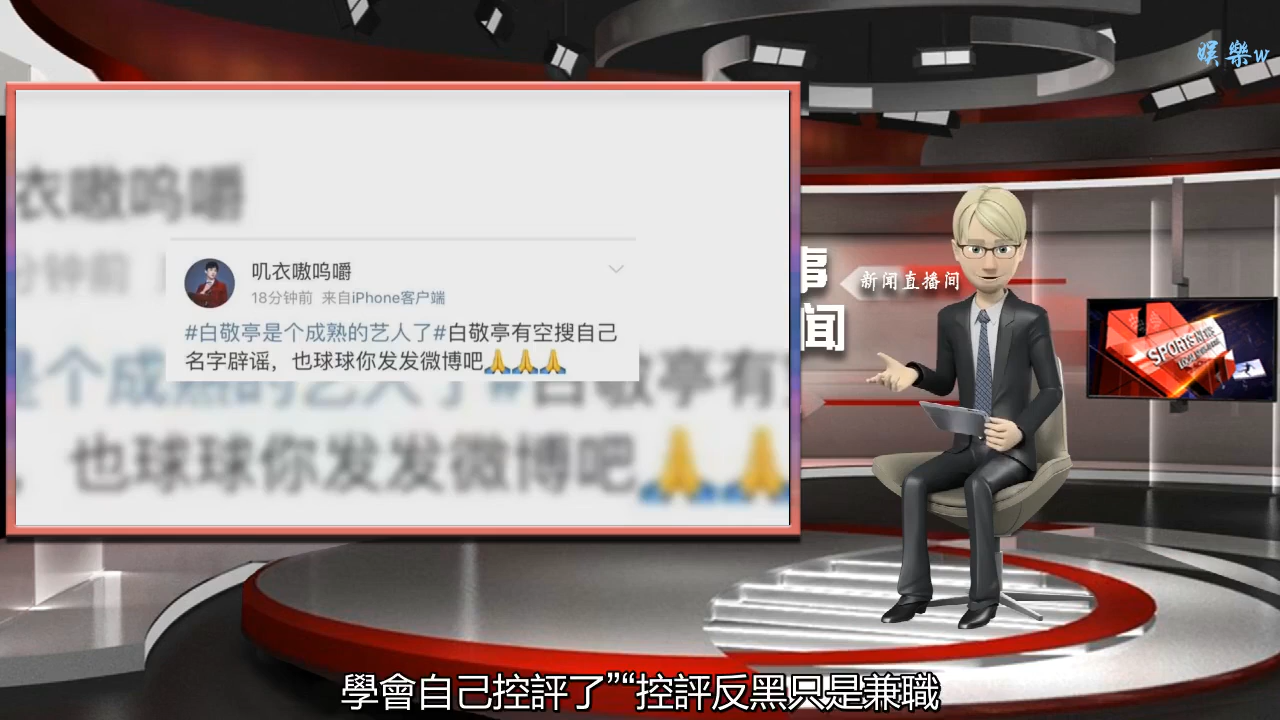 娱樂w
衣嗷呜嚼
分钟前
叽衣嗷呜嚼
18分钟前 来自iPhone客户端
#白敬亭是个成熟的艺人了#白敬亭有空搜自己
名字辟谣，也球球你发发微博吧🙏🙏🙏
是个成熟的艺人了#白敬亭有
，也球球你发发微博吧🙏🙏
事
新闻直播间
闻
SPORTS
學會自己控評了”“控評反黑只是兼職